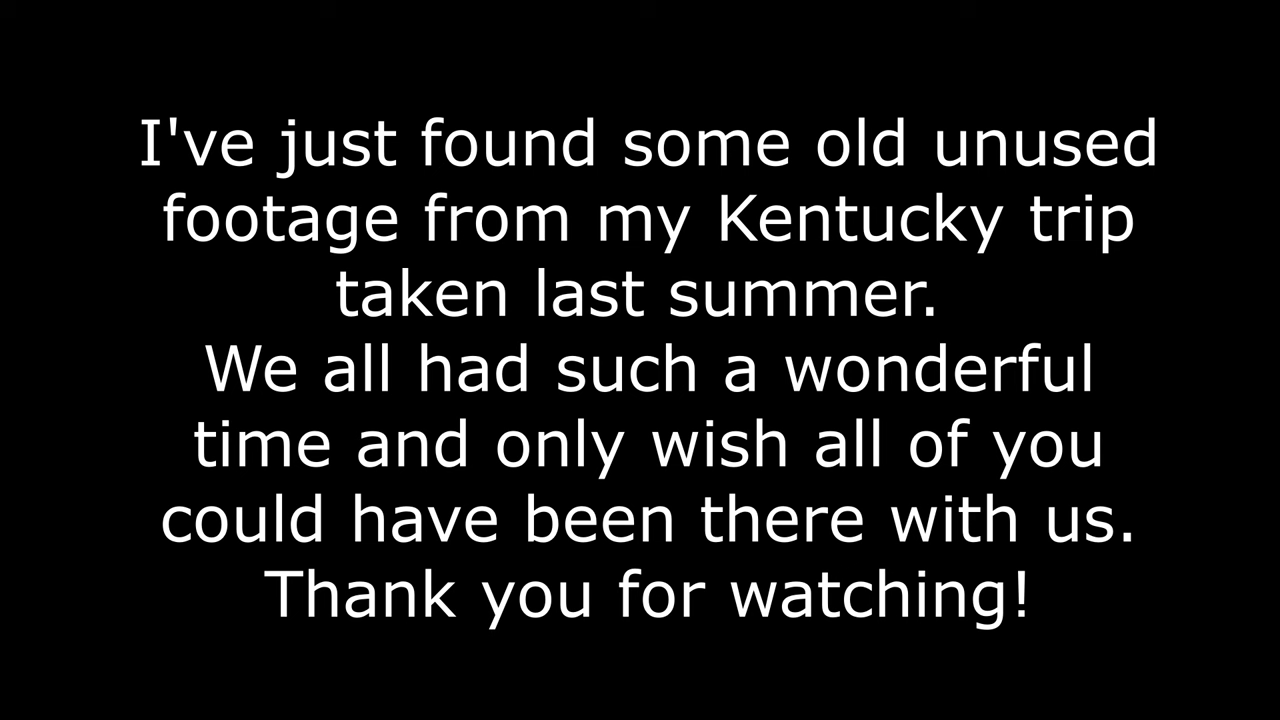 I've just found some old unused
footage from my Kentucky trip
taken last summer.
We all had such a wonderful
time and only wish all of you
could have been there with us.
Thank you for watching!